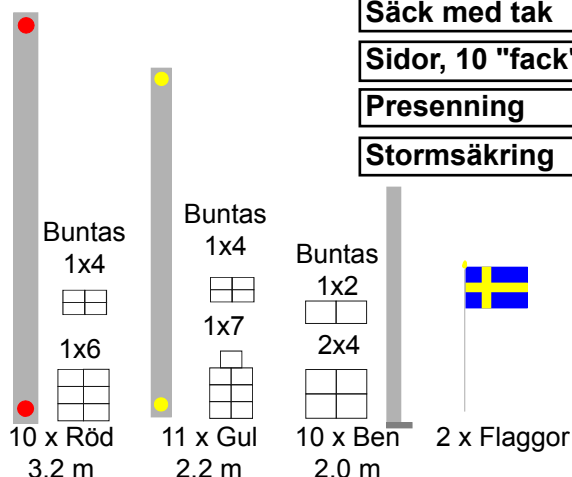 Säck med tak
Sidor, 10 "fack"
Presenning
Stormsäkring
Buntas
1x4
1x6
10 x Röd
3.2 m
Buntas
1x4
1x7
11 x Gul
2.2 m
Buntas
1x2
2x4
10 x Ben
2.0 m
2 x Flaggor